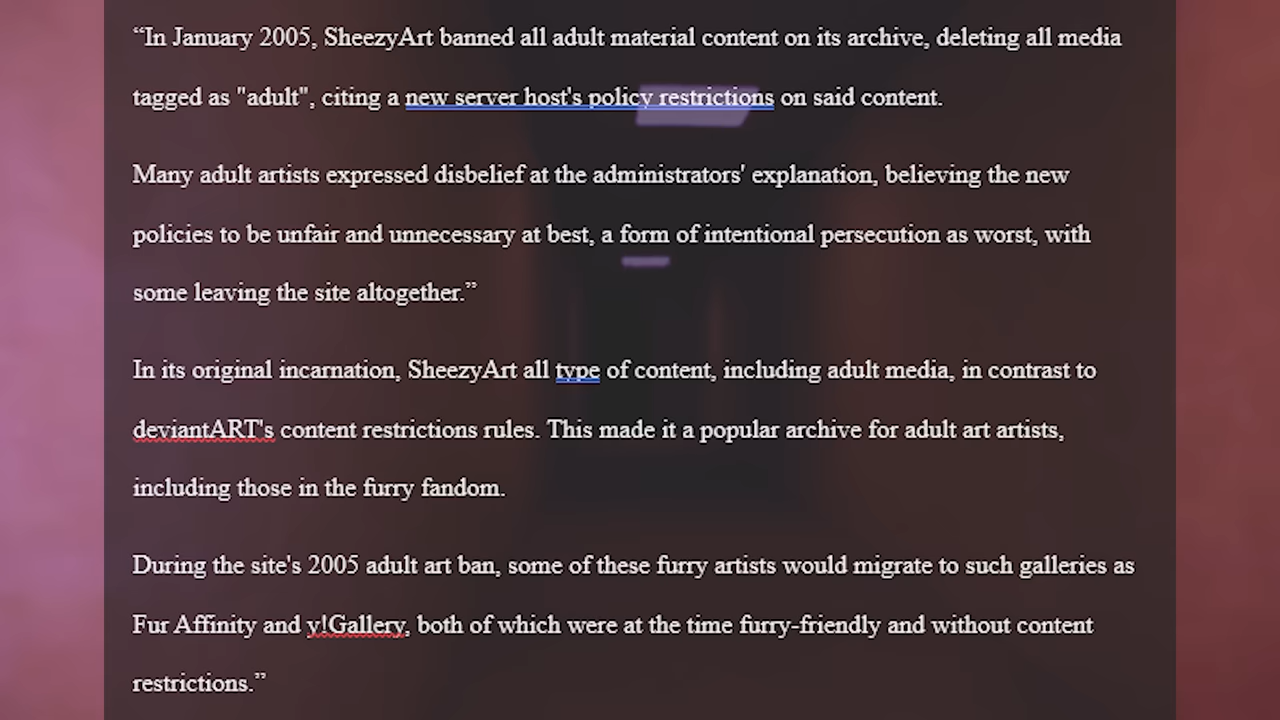 “In January 2005, SheezyArt banned all adult material content on its archive, deleting all media
tagged as "adult", citing a new server host's policy restrictions on said content.
Many adult artists expressed disbelief at the administrators' explanation, believing the new
policies to be unfair and unnecessary at best, a form of intentional persecution as worst, with
some leaving the site altogether.”
In its original incarnation, SheezyArt all type of content, including adult media, in contrast to
deviantART's content restrictions rules. This made it a popular archive for adult art artists,
including those in the furry fandom.
During the site's 2005 adult art ban, some of these furry artists would migrate to such galleries as
Fur Affinity and y!Gallery, both of which were at the time furry-friendly and without content
restrictions.”